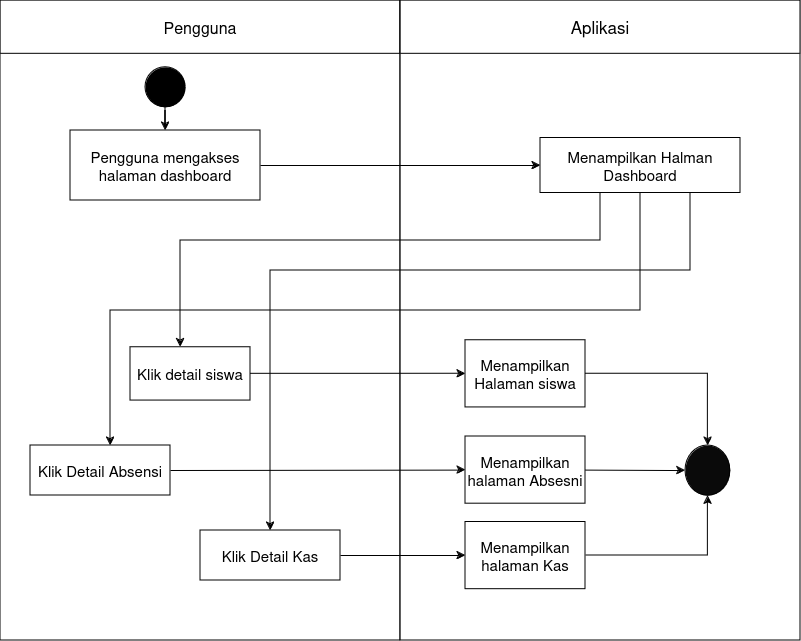 Pengguna
Aplikasi
Pengguna mengakses
halaman dashboard
Menampilkan Halman
Dashboard
Klik detail siswa
Menampilkan
Halaman siswa
Klik Detail Absensi
Menampilkan
halaman Absesni
Klik Detail Kas
Menampilkan
halaman Kas